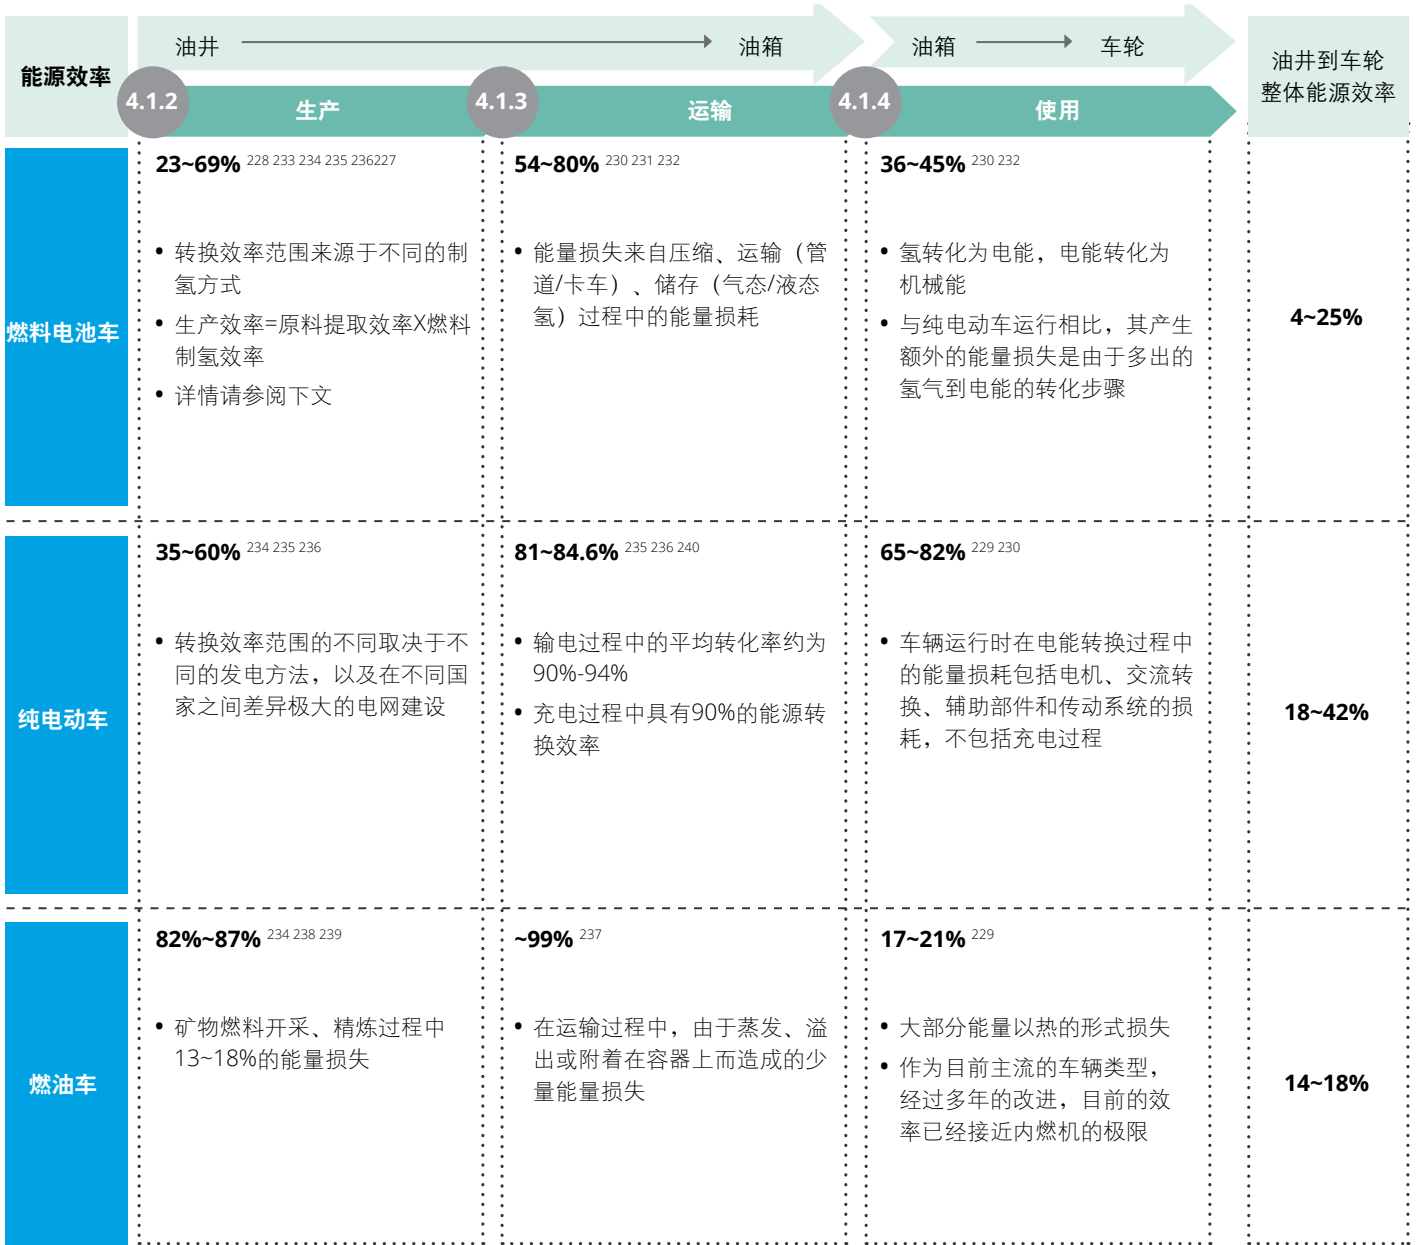 能源效率
油井
油箱
油箱
车轮
油井到车轮
整体能源效率
4.1.2
生产
4.1.3
运输
4.1.4
使用
燃料电池车
23~69% 228 233 234 235 236227
• 转换效率范围来源于不同的制
氢方式
• 生产效率=原料提取效率X燃料
制氢效率
• 详情请参阅下文
54~80% 230 231 232
• 能量损失来自压缩、运输（管
道/卡车）、储存（气态/液态
氢）过程中的能量损耗
36~45% 230 232
• 氢转化为电能，电能转化为
机械能
• 与纯电动车运行相比，其产生
额外的能量损失是由于多出的
氢气到电能的转化步骤
4~25%
纯电动车
35~60% 234 235 236
• 转换效率范围的不同取决于不
同的发电方法，以及在不同国
家之间差异极大的电网建设
81~84.6% 235 236 240
• 输电过程中的平均转化率约为
90%-94%
• 充电过程中具有90%的能源转
换效率
65~82% 229 230
• 车辆运行时在电能转换过程中
的能量损耗包括电机、交流转
换、辅助部件和传动系统的损
耗，不包括充电过程
18~42%
燃油车
82%~87% 234 238 239
• 矿物燃料开采、精炼过程中
13~18%的能量损失
~99% 237
• 在运输过程中，由于蒸发、溢
出或附着在容器上而造成的少
量能量损失
17~21% 229
• 大部分能量以热的形式损失
• 作为目前主流的车辆类型，
经过多年的改进，目前的效
率已经接近内燃机的极限
14~18%